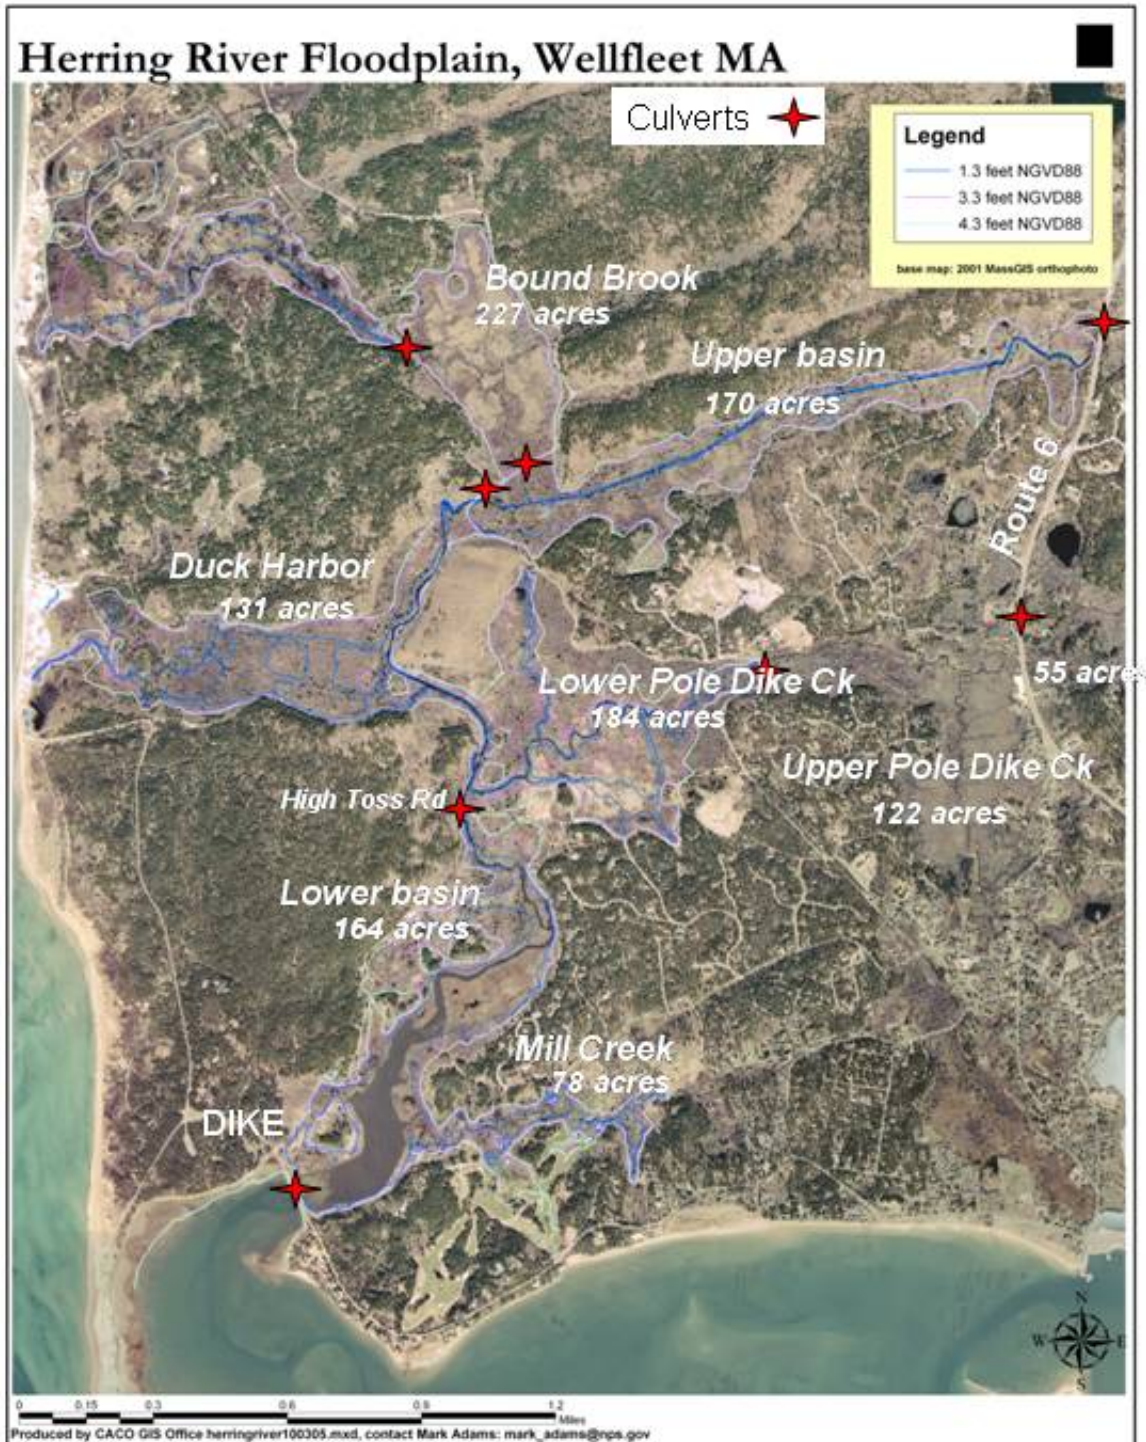 Herring River Floodplain, Wellfleet MA
Culverts
Legend
1.3 feet NGVD88
3.3 feet NGVD88
4.3 feet NGVD88
base map: 2001 MassGIS orthophoto
Bound Brook
227 acres
Upper basin
170 acres
Route 6
Duck Harbor
131 acres
55 acres
Lower Pole Dike Ck
184 acres
Upper Pole Dike Ck
122 acres
High Toss Rd
Lower basin
164 acres
Mill Creek
78 acres
DIKE
N
W E
S
0 0.15 0.3 0.6 0.9 1.2
Miles
Produced by CACO GIS Office herringriver100305.mxd, contact Mark Adams: mark_adams@nps.gov